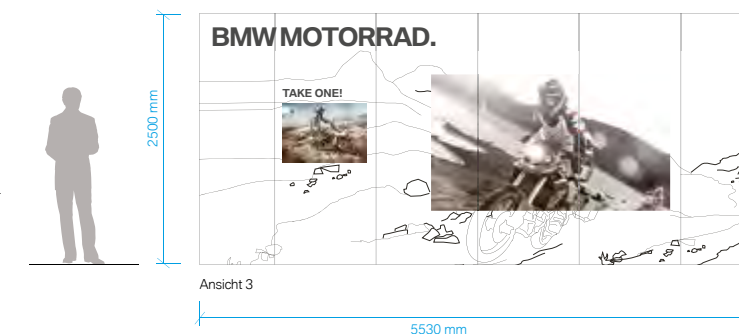 BMW MOTORRAD.
TAKE ONE!
2500 mm
Ansicht 3
5530 mm